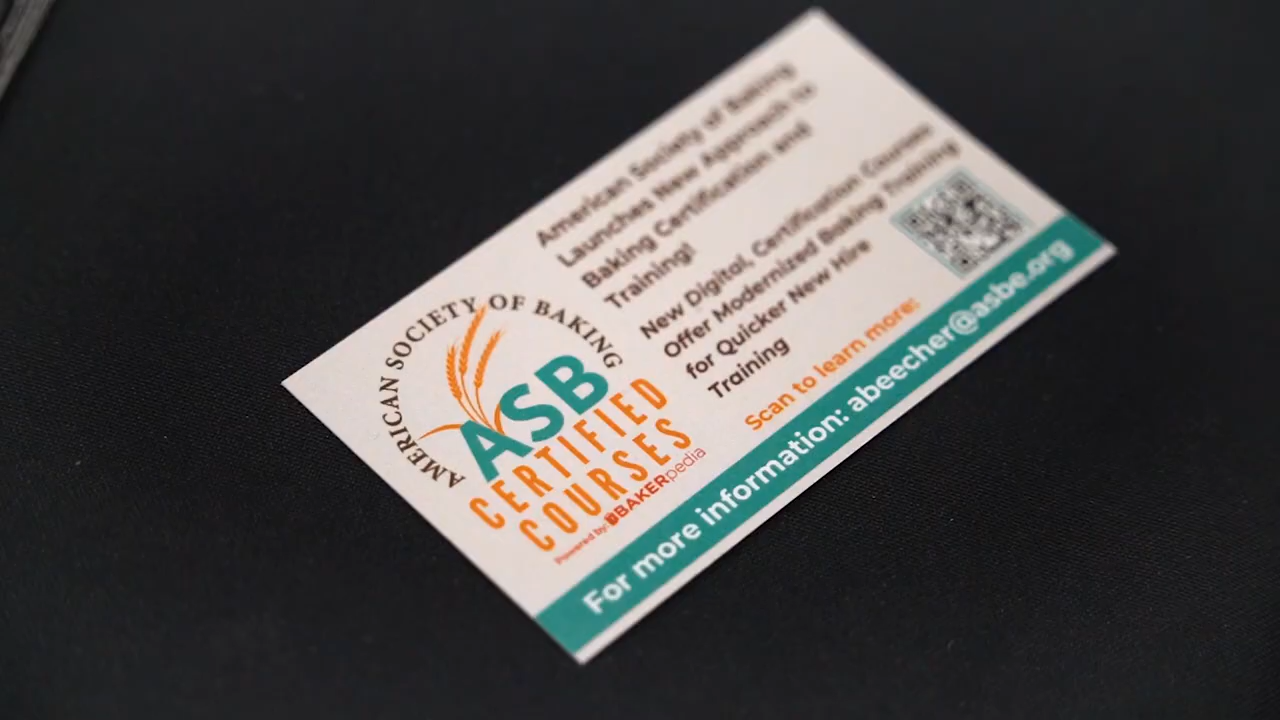 AMERICAN SOCIETY OF BAKING
ASB
CERTIFIED
COURSES
Powered by: BAKERpedia
American Society of Baking
Launches New Approach to
Baking Certification and
Training!
New Digital, Certification Courses
Offer Modernized Baking Training
for Quicker New Hire
Training
Scan to learn more:
For more information: abeecher@asbe.org